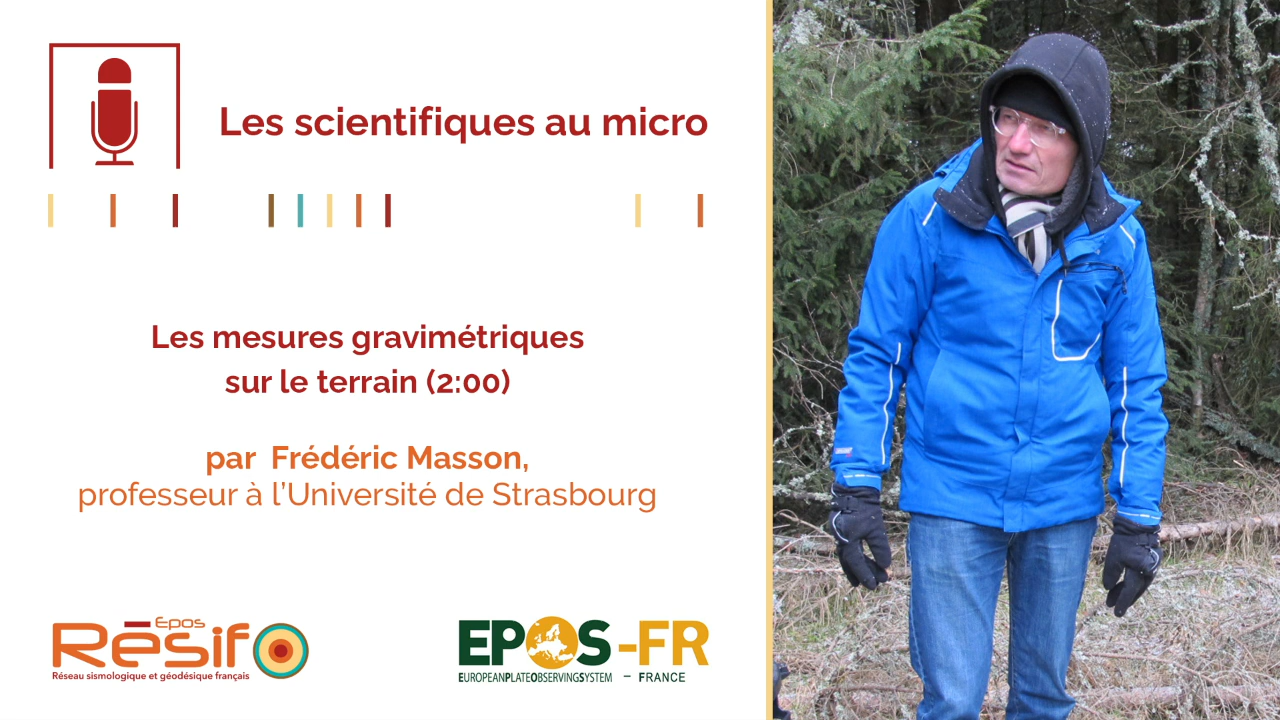 Les scientifiques au micro
Les mesures gravimétriques
sur le terrain (2:00)
par Frédéric Masson,
professeur à l'Université de Strasbourg
Epos
Résif
Réseau sismologique et géodésique français
EPOS-FR
EUROPEANPLATEOBSERVINGSYSTEM – FRANCE